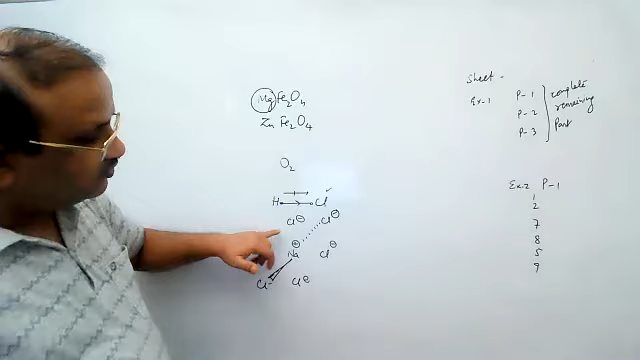 MgFe₂O₄
ZnFe₂O₄
O₂
H Cl ✓
Cl⊖ Cl⊖
Na⊕ Cl⊖
Cl Cl⊖
Sheet -
Ex-1 P-1 complete
P-2 remaining
P-3 Part
Ex-2 P-1
1
2
7
8
5
9